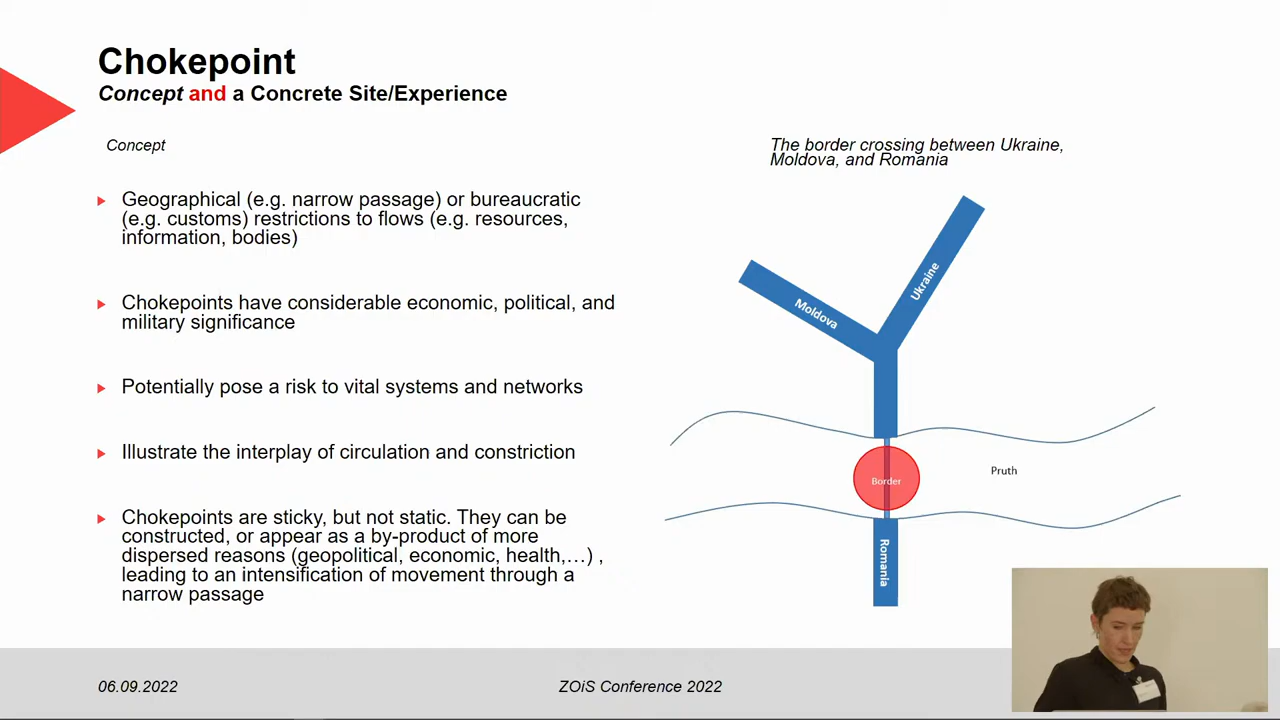 Chokepoint
Concept and a Concrete Site/Experience
Concept
Geographical (e.g. narrow passage) or bureaucratic
(e.g. customs) restrictions to flows (e.g. resources,
information, bodies)
Chokepoints have considerable economic, political, and
military significance
Potentially pose a risk to vital systems and networks
Illustrate the interplay of circulation and constriction
Chokepoints are sticky, but not static. They can be
constructed, or appear as a by-product of more
dispersed reasons (geopolitical, economic, health,...) ,
leading to an intensification of movement through a
narrow passage
The border crossing between Ukraine,
Moldova, and Romania
Moldova
Ukraine
Pruth
Border
Romania
06.09.2022
ZOiS Conference 2022